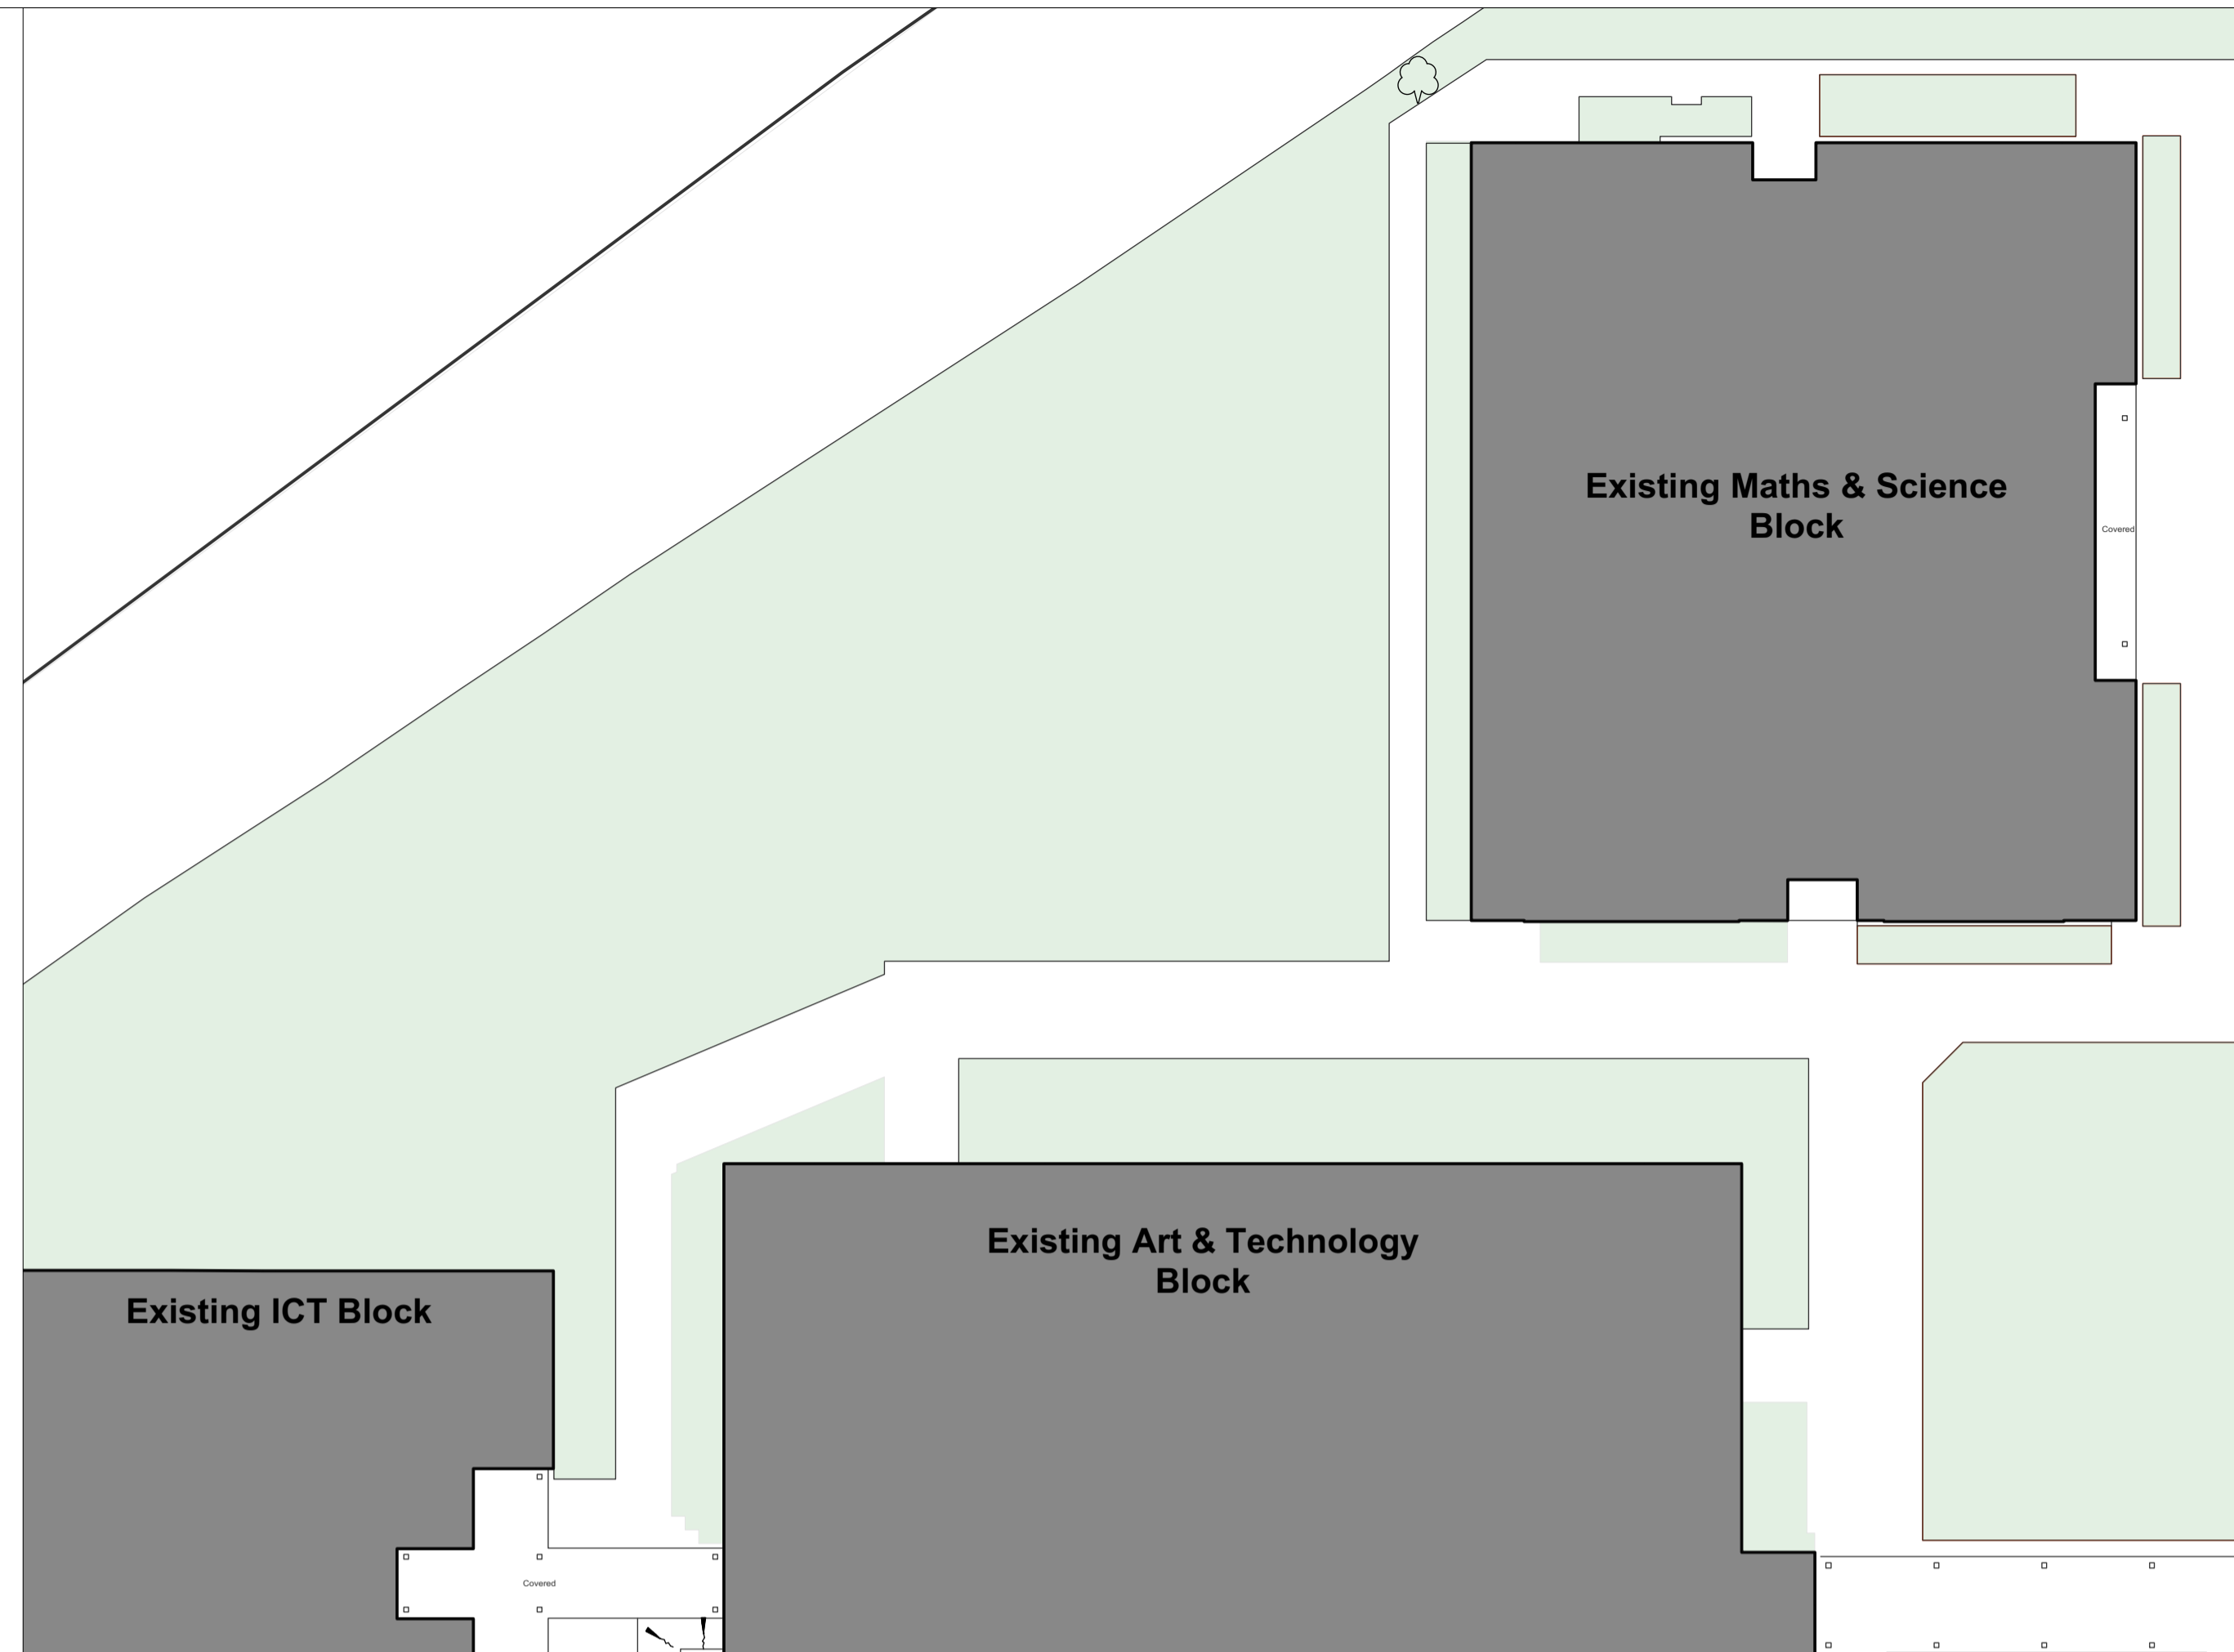 Existing Maths & Science
Block
Covered
Existing Art & Technology
Block
Existing ICT Block
Covered